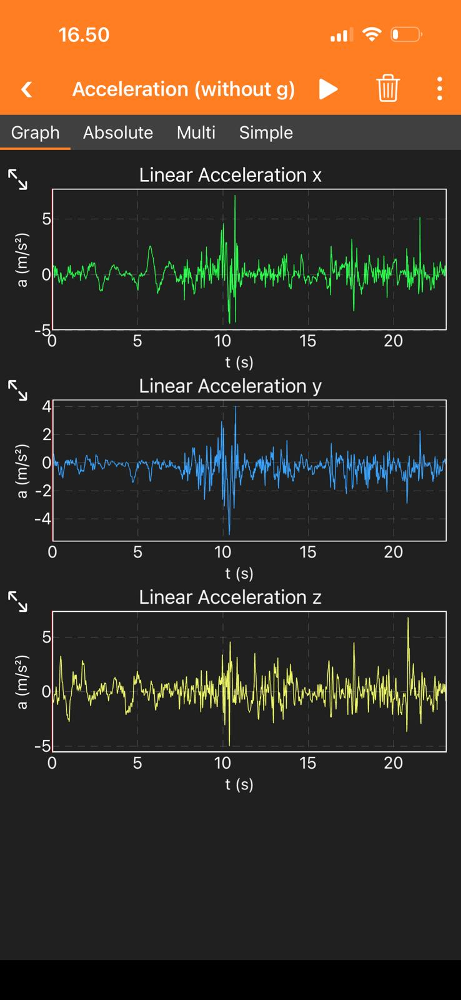 16.50
Acceleration (without g)
Graph Absolute Multi Simple
Linear Acceleration x
a (m/s²)
5
0
-5
0 5 10 15 20
t (s)
Linear Acceleration y
a (m/s²)
4
2
0
-2
-4
0 5 10 15 20
t (s)
Linear Acceleration z
a (m/s²)
5
0
-5
0 5 10 15 20
t (s)